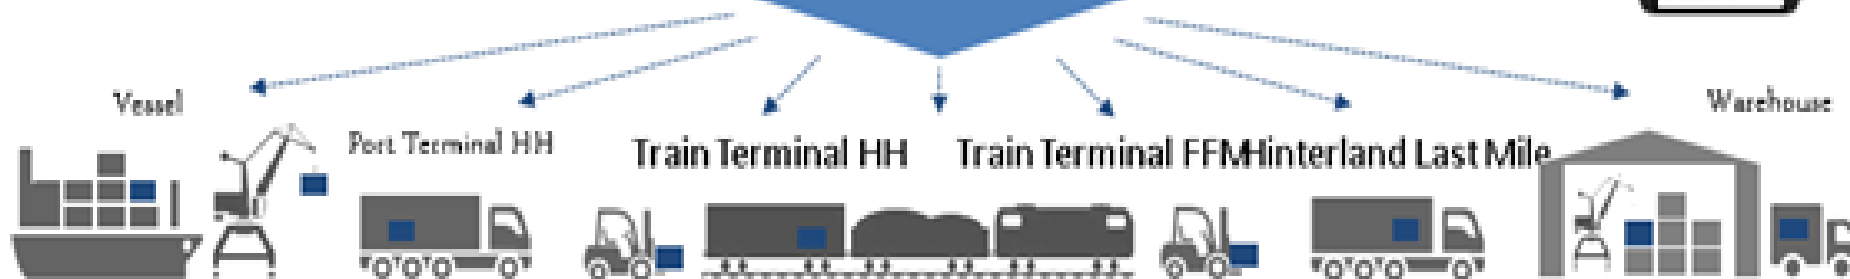 Vessel
Port Terminal HH
Train Terminal HH
Train Terminal FFM
Hinterland Last Mile
Warehouse